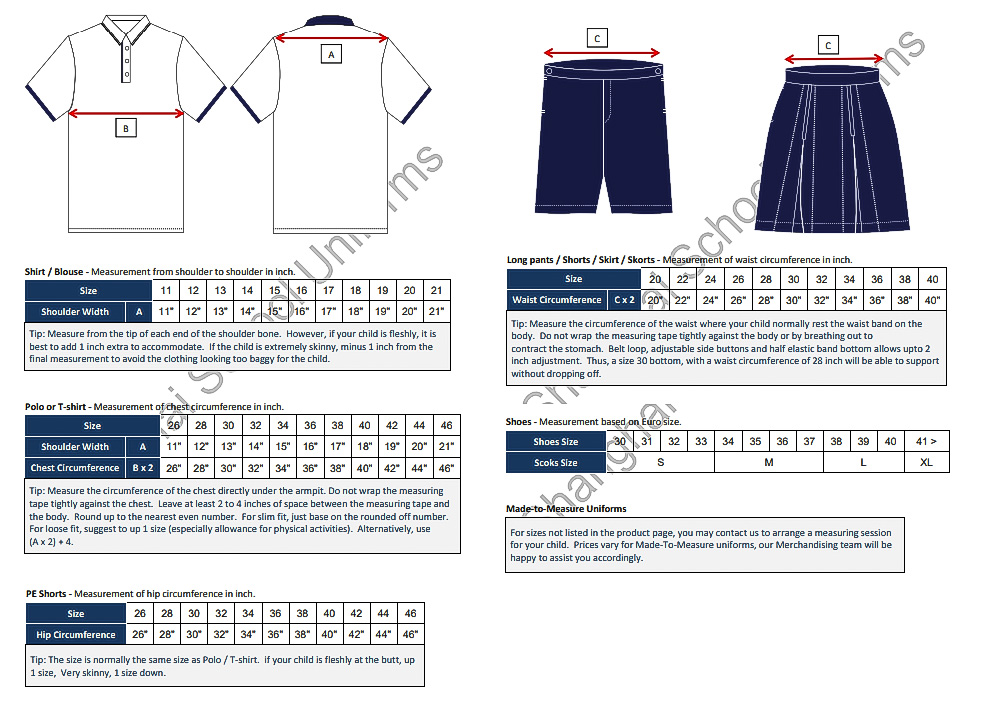 A
B
Shirt / Blouse - Measurement from shoulder to shoulder in inch.
Size 11 12 13 14 15 16 17 18 19 20 21
Shoulder Width A 11" 12" 13" 14" 15" 16" 17" 18" 19" 20" 21"
Tip: Measure from the tip of each end of the shoulder bone. However, if your child is fleshly, it is
best to add 1 inch extra to accommodate. If the child is extremely skinny, minus 1 inch from the
final measurement to avoid the clothing looking too baggy for the child.
Polo or T-shirt - Measurement of chest circumference in inch.
Size 26 28 30 32 34 36 38 40 42 44 46
Shoulder Width A 11" 12" 13" 14" 15" 16" 17" 18" 19" 20" 21"
Chest Circumference B x 2 26" 28" 30" 32" 34" 36" 38" 40" 42" 44" 46"
Tip: Measure the circumference of the chest directly under the armpit. Do not wrap the measuring
tape tightly against the chest. Leave at least 2 to 4 inches of space between the measuring tape and
the body. Round up to the nearest even number. For slim fit, just base on the rounded off number.
For loose fit, suggest to up 1 size (especially allowance for physical activities). Alternatively, use
(A x 2) + 4.
PE Shorts - Measurement of hip circumference in inch.
Size 26 28 30 32 34 36 38 40 42 44 46
Hip Circumference 26" 28" 30" 32" 34" 36" 38" 40" 42" 44" 46"
Tip: The size is normally the same size as Polo / T-shirt. if your child is fleshly at the butt, up
1 size, Very skinny, 1 size down.
C
C
Long pants / Shorts / Skirt / Skorts - Measurement of waist circumference in inch.
Size 20 22 24 26 28 30 32 34 36 38 40
Waist Circumference C x 2 20" 22" 24" 26" 28" 30" 32" 34" 36" 38" 40"
Tip: Measure the circumference of the waist where your child normally rest the waist band on the
body. Do not wrap the measuring tape tightly against the body or by breathing out to
contract the stomach. Belt loop, adjustable side buttons and half elastic band bottom allows upto 2
inch adjustment. Thus, a size 30 bottom, with a waist circumference of 28 inch will be able to support
without dropping off.
Shoes - Measurement based on Euro size.
Shoes Size 30 31 32 33 34 35 36 37 38 39 40 41 >
Scoks Size S M L XL
Made-to-Measure Uniforms
For sizes not listed in the product page, you may contact us to arrange a measuring session
for your child. Prices vary for Made-To-Measure uniforms, our Merchandising team will be
happy to assist you accordingly.